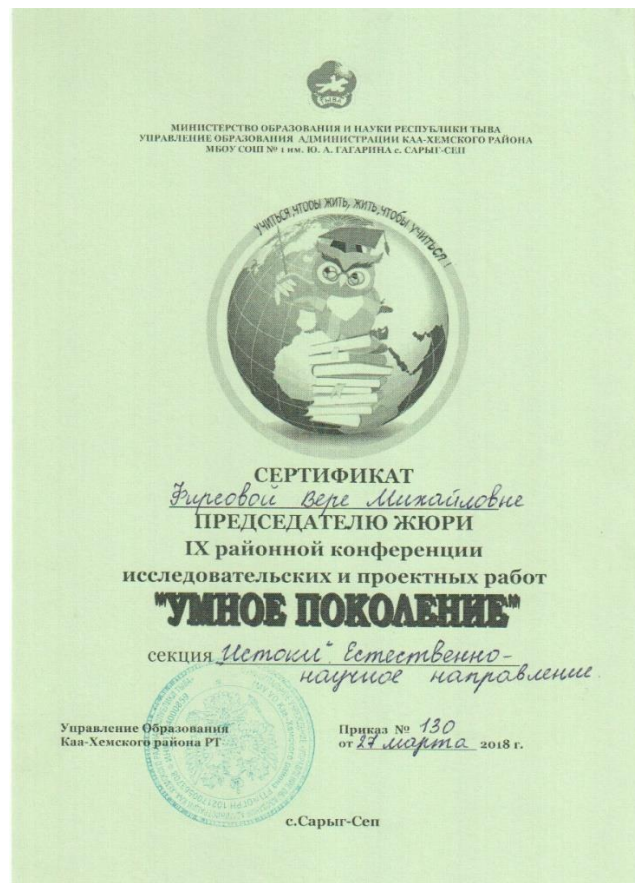 ТЫВА
МИНИСТЕРСТВО ОБРАЗОВАНИЯ И НАУКИ РЕСПУБЛИКИ ТЫВА
УПРАВЛЕНИЕ ОБРАЗОВАНИЯ АДМИНИСТРАЦИИ КАА-ХЕМСКОГО РАЙОНА
МБОУ СОШ № 1 им. Ю. А. ГАГАРИНА с. САРЫГ-СЕП
УЧИТЬСЯ,ЧТОБЫ ЖИТЬ, ЖИТЬ,ЧТОБЫ УЧИТЬСЯ !
СЕРТИФИКАТ
Фирсовой Вере Михайловне
ПРЕДСЕДАТЕЛЮ ЖЮРИ
IX районной конференции
исследовательских и проектных работ
"УМНОЕ ПОКОЛЕНИЕ"
секция „Истоки“ Естественно-
научное направление.
Управление Образования
Каа-Хемского района РТ
Приказ № 130
от 27 марта 2018 г.
с.Сарыг-Сеп